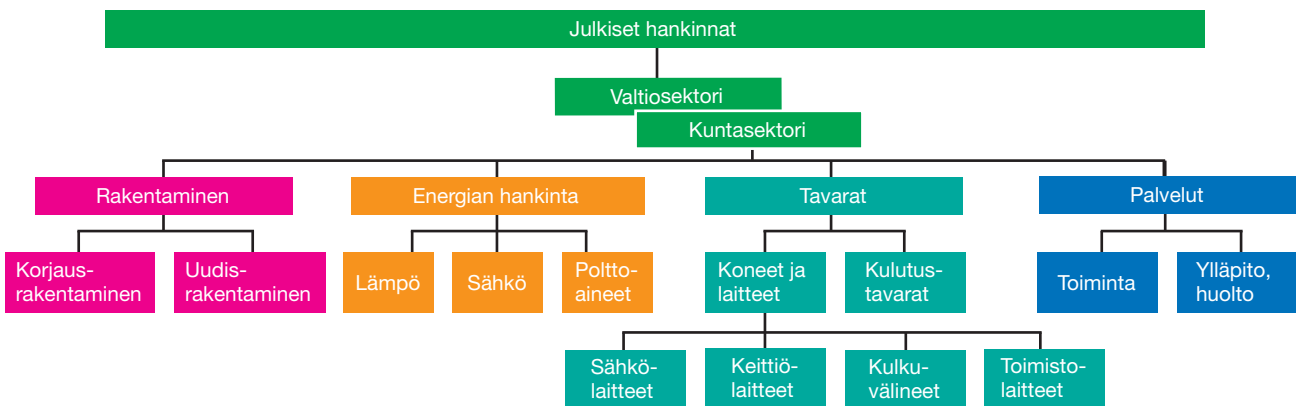 Julkiset hankinnat
Valtiosektori
Kuntasektori
Rakentaminen
Energian hankinta
Tavarat
Palvelut
Korjaus-
rakentaminen
Uudis-
rakentaminen
Lämpö
Sähkö
Poltto-
aineet
Koneet ja
laitteet
Kulutus-
tavarat
Toiminta
Ylläpito,
huolto
Sähkö-
laitteet
Keittiö-
laitteet
Kulku-
välineet
Toimisto-
laitteet